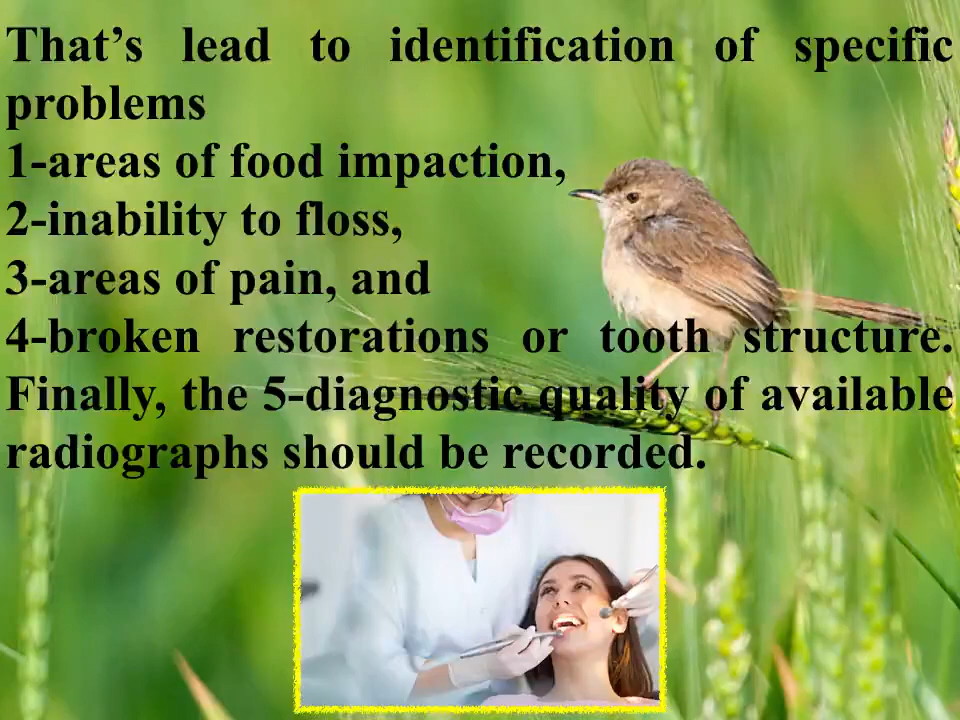 That’s lead to identification of specific
problems
1-areas of food impaction,
2-inability to floss,
3-areas of pain, and
4-broken restorations or tooth structure.
Finally, the 5-diagnostic quality of available
radiographs should be recorded.